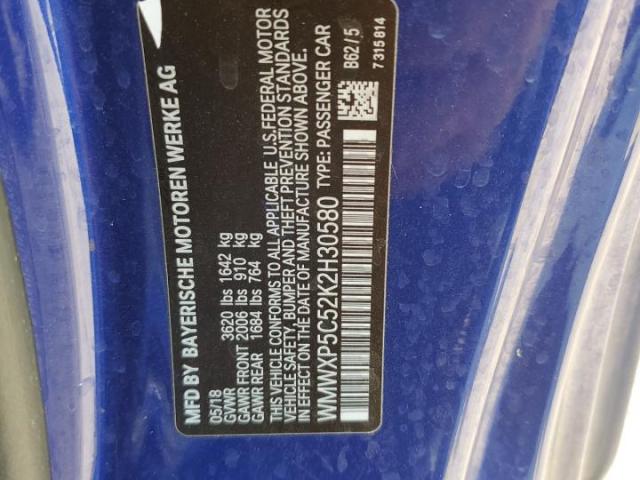 MFD BY BAYERISCHE MOTOREN WERKE AG
05/18
GVWR 3620 lbs 1642 kg
GAWR FRONT 2006 lbs 910 kg
GAWR REAR 1684 lbs 764 kg
THIS VEHICLE CONFORMS TO ALL APPLICABLE U.S.FEDERAL MOTOR
VEHICLE SAFETY, BUMPER AND THEFT PREVENTION STANDARDS
IN EFFECT ON THE DATE OF MANUFACTURE SHOWN ABOVE.
WMWXP5C52K2H30580 TYPE: PASSENGER CAR
B62/5
7315814